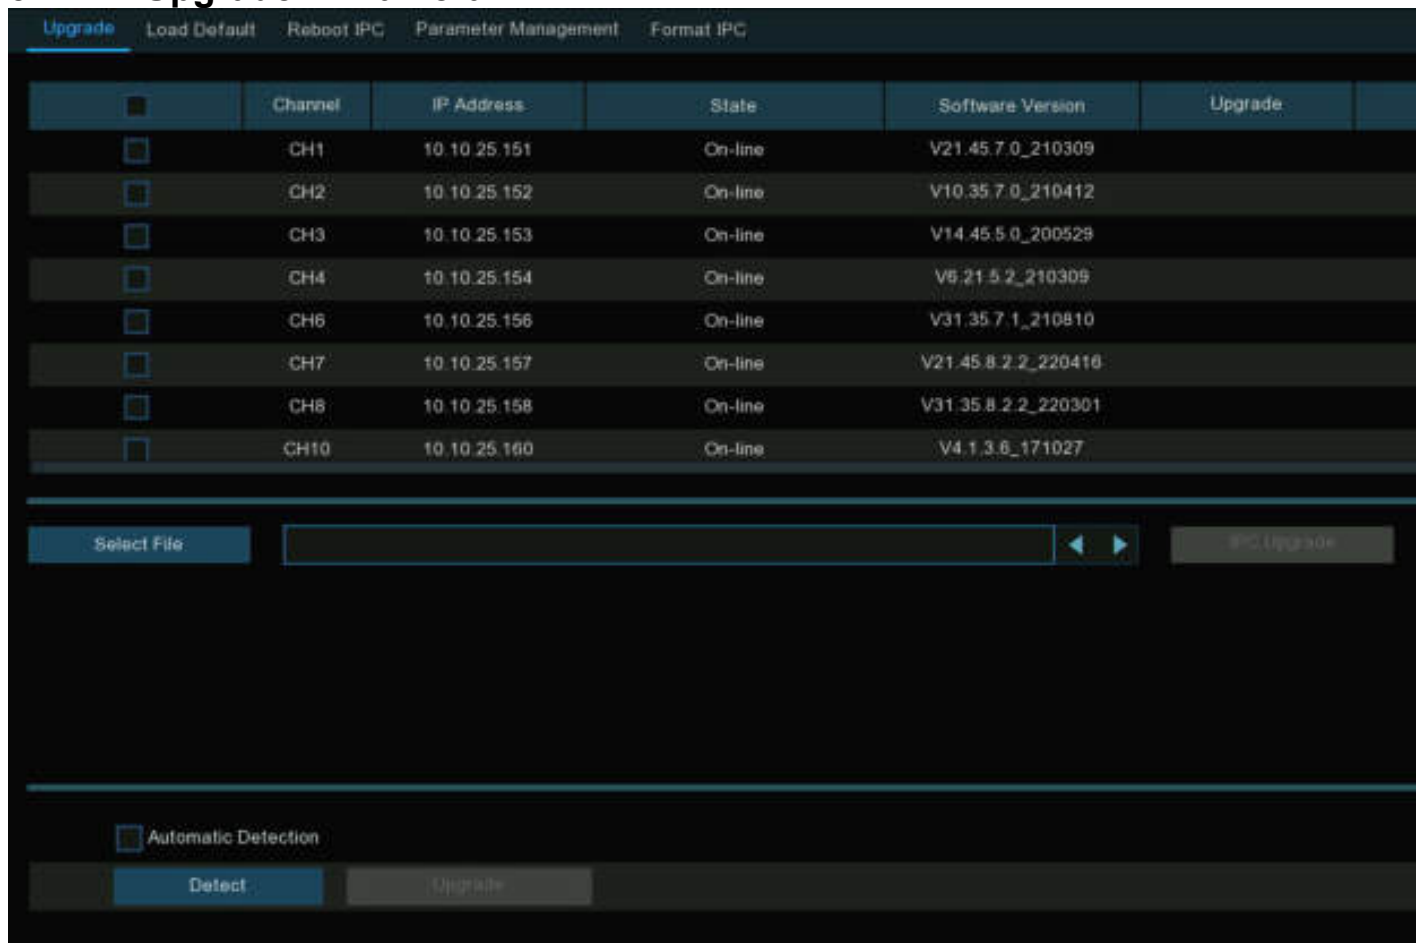 Upgrade Load Default Reboot IPC Parameter Management Format IPC
Channel IP Address State Software Version Upgrade
CH1 10.10.25.151 On-line V21.45.7.0_210309
CH2 10.10.25.152 On-line V10.35.7.0_210412
CH3 10.10.25.153 On-line V14.45.5.0_200529
CH4 10.10.25.154 On-line V6.21.5.2_210309
CH6 10.10.25.156 On-line V31.35.7.1_210810
CH7 10.10.25.157 On-line V21.45.8.2.2_220416
CH8 10.10.25.158 On-line V31.35.8.2.2_220301
CH10 10.10.25.160 On-line V4.1.3.6_171027
Select File IPC Upgrade
Automatic Detection
Detect Upgrade